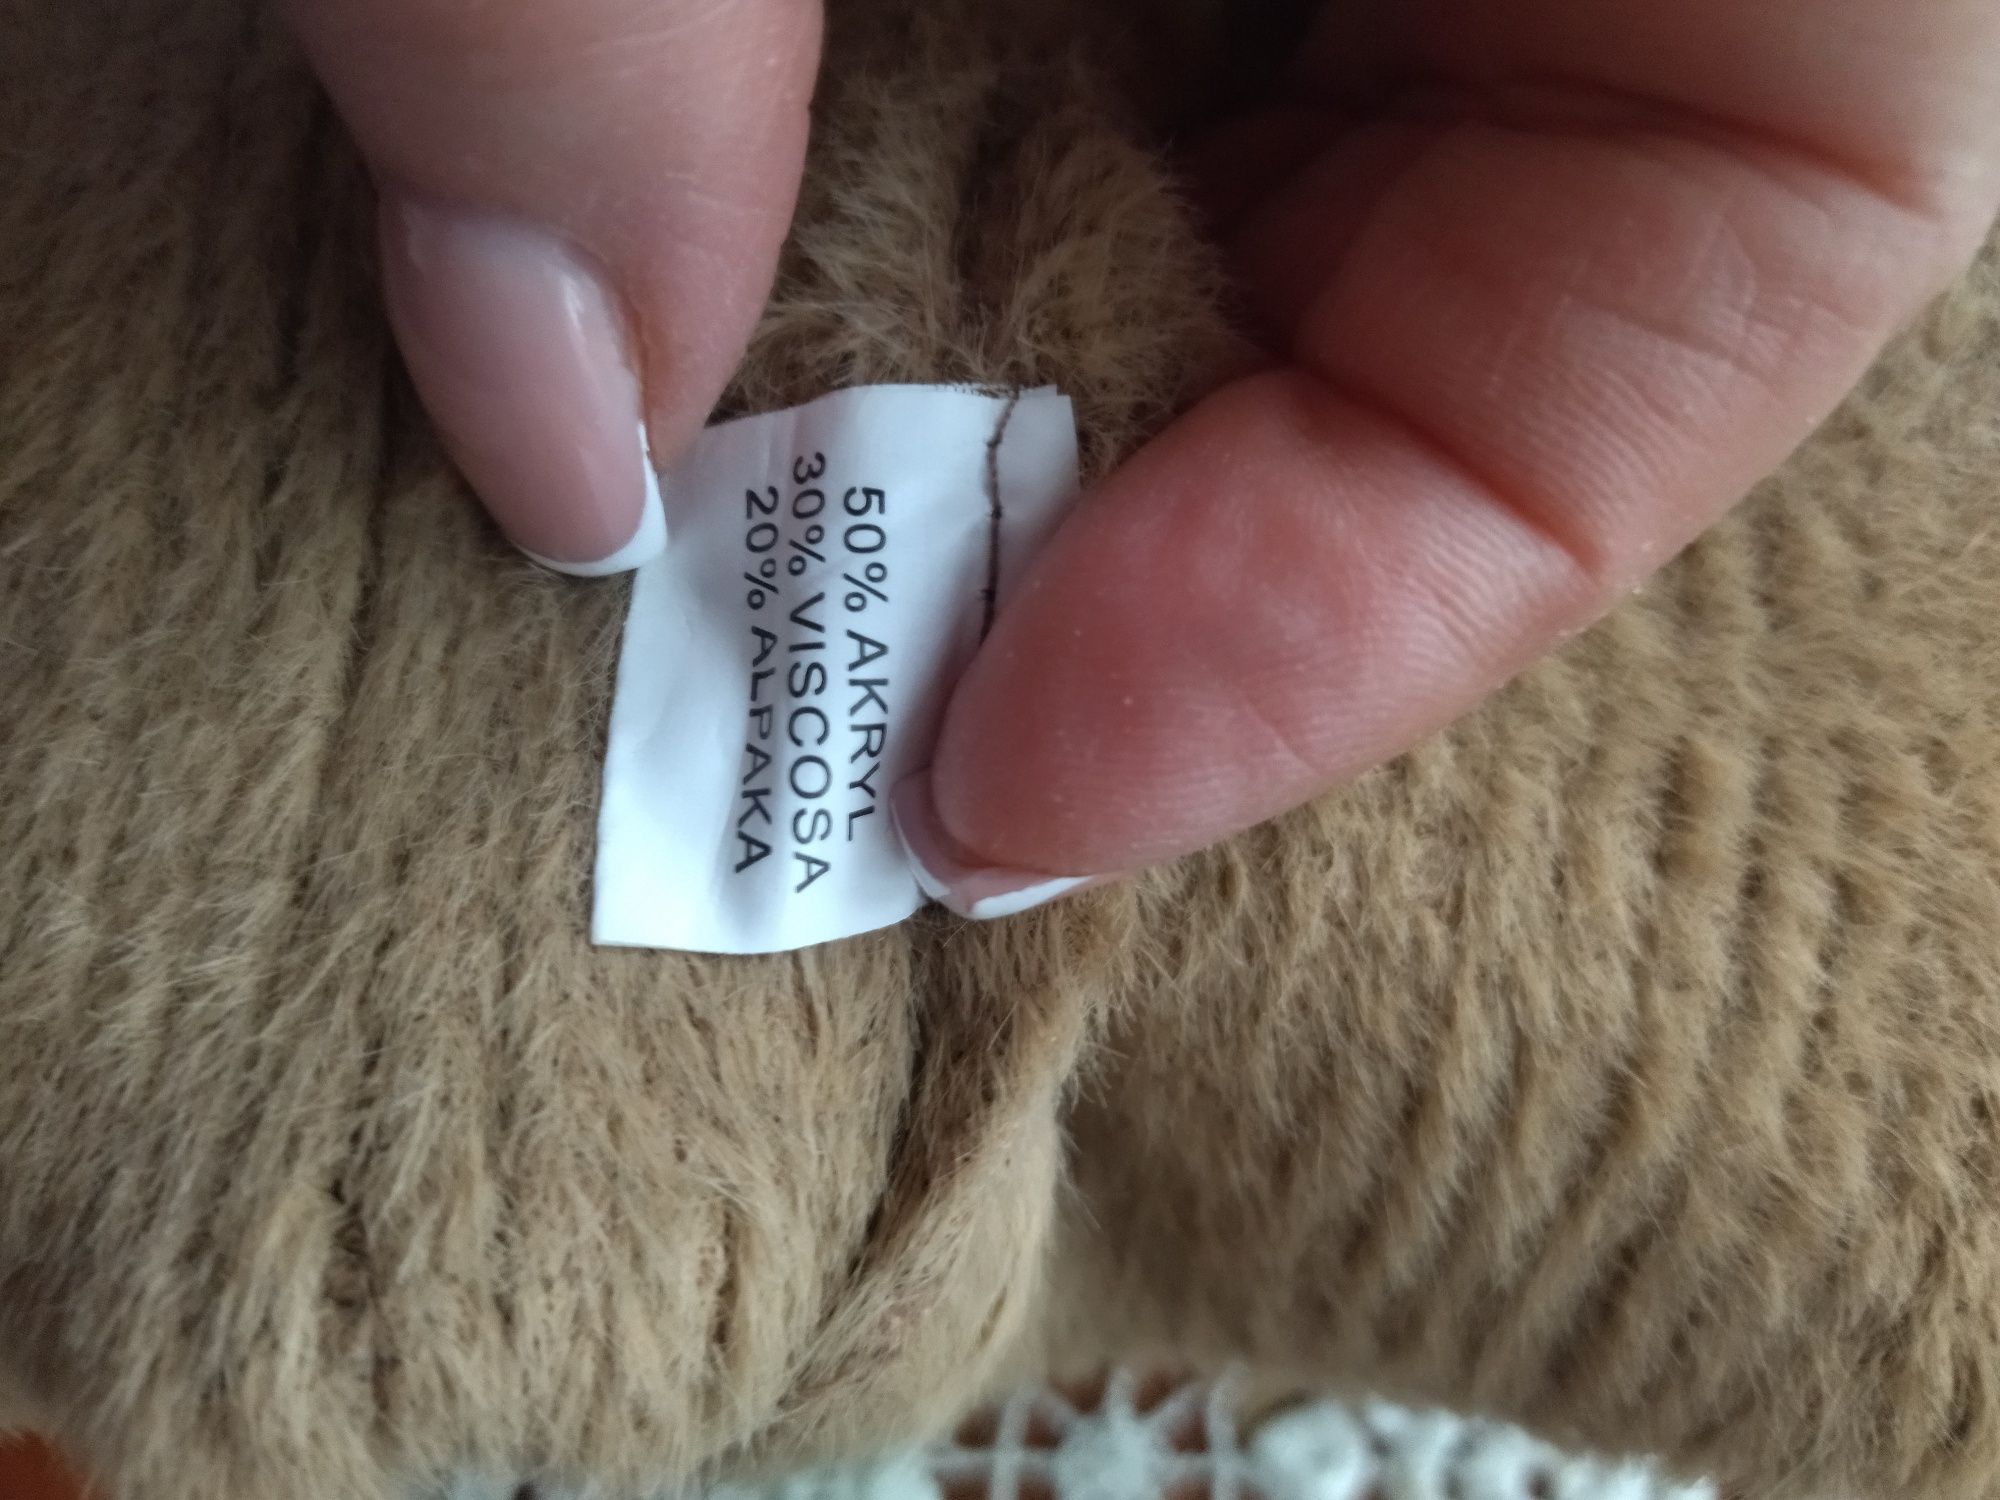 50% AKRYL
30% VISCOSA
20% ALPAKA